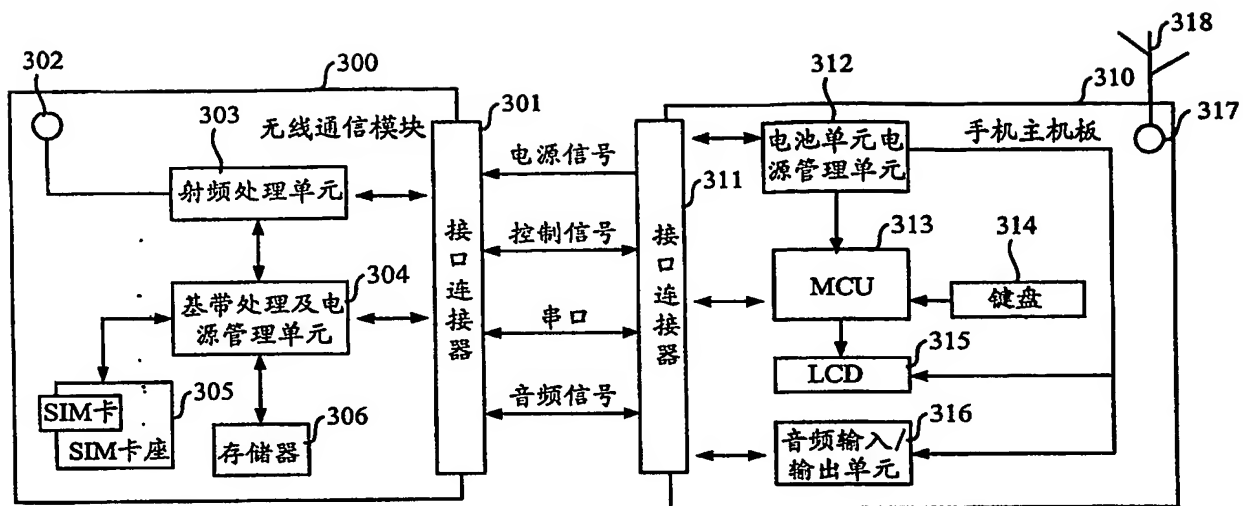 302
300
301
303
无线通信模块
射频处理单元
304
基带处理及电
源管理单元
SIM卡
SIM卡座
305
存储器
306
接口连接器
电源信号
控制信号
串口
音频信号
311
接口连接器
312
310
318
317
手机主机板
电池单元电
源管理单元
313
MCU
314
键盘
315
LCD
316
音频输入/
输出单元